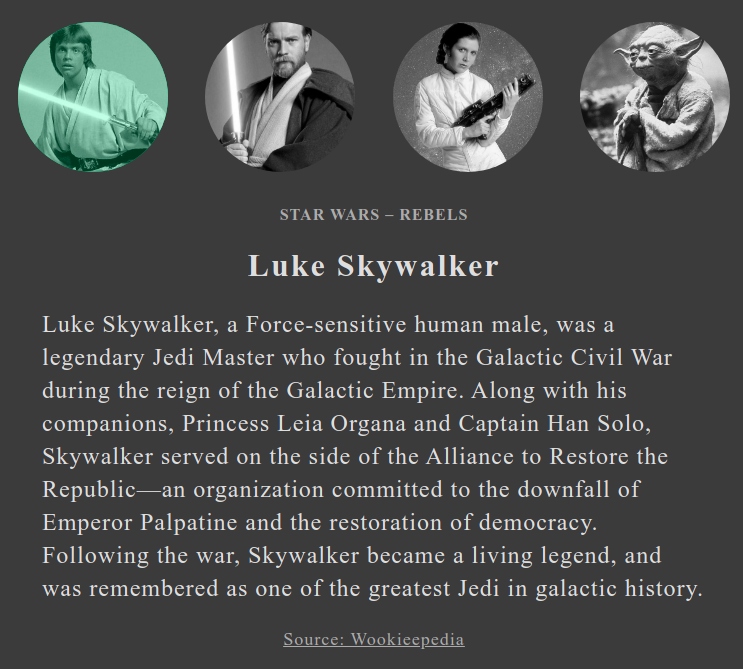 STAR WARS – REBELS
Luke Skywalker
Luke Skywalker, a Force-sensitive human male, was a
legendary Jedi Master who fought in the Galactic Civil War
during the reign of the Galactic Empire. Along with his
companions, Princess Leia Organa and Captain Han Solo,
Skywalker served on the side of the Alliance to Restore the
Republic—an organization committed to the downfall of
Emperor Palpatine and the restoration of democracy.
Following the war, Skywalker became a living legend, and
was remembered as one of the greatest Jedi in galactic history.
Source: Wookieepedia